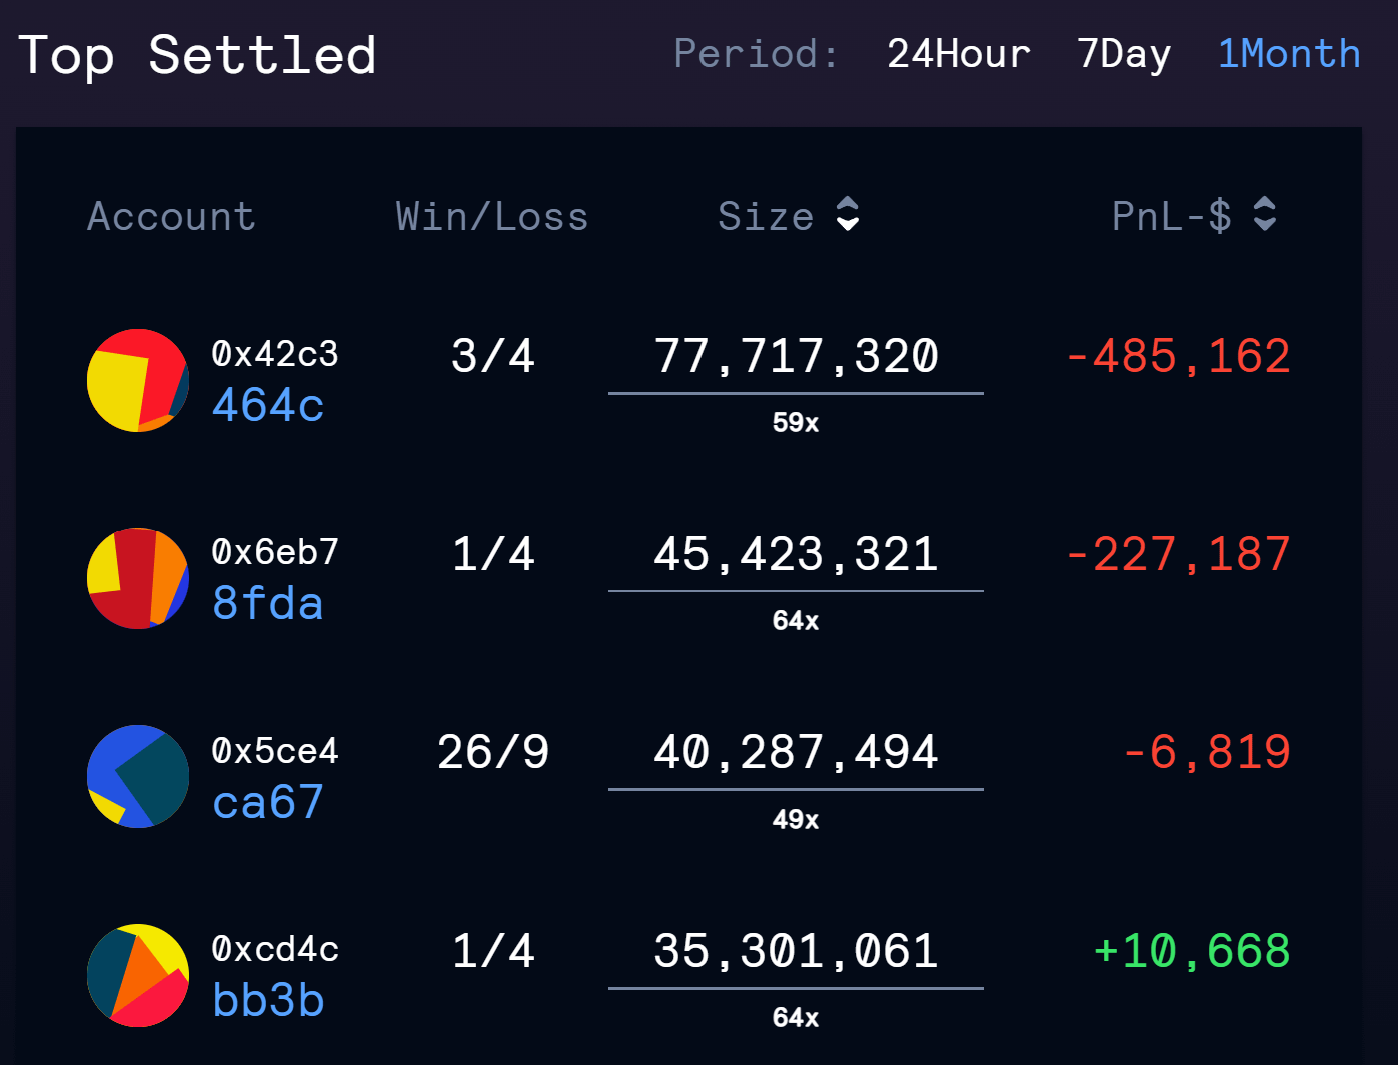 Top Settled
Period: 24Hour 7Day 1Month
Account Win/Loss Size PnL-$
0x42c3 3/4 77,717,320 -485,162
464c
59x
0x6eb7 1/4 45,423,321 -227,187
8fda
64x
0x5ce4 26/9 40,287,494 -6,819
ca67
49x
0xcd4c 1/4 35,301,061 +10,668
bb3b
64x